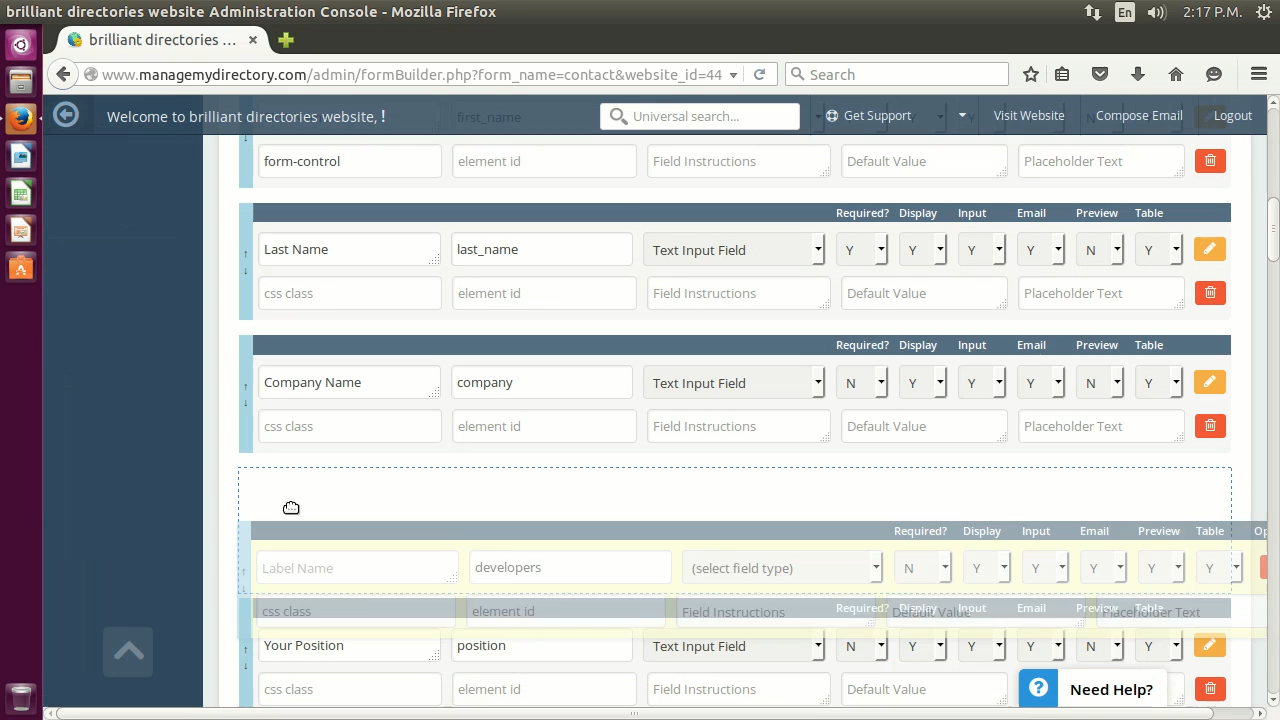 brilliant directories website Administration Console - Mozilla Firefox
En
2:17 P.M.
brilliant directories ...
www.managemydirectory.com/admin/formBuilder.php?form_name=contact&website_id=44
Search
Welcome to brilliant directories website, !
first_name
Universal search...
Get Support
Visit Website
Compose Email
Logout
form-control element id Field Instructions Default Value Placeholder Text
Required? Display Input Email Preview Table
Last Name last_name Text Input Field Y Y Y Y N Y
css class element id Field Instructions Default Value Placeholder Text
Required? Display Input Email Preview Table
Company Name company Text Input Field N Y Y Y N Y
css class element id Field Instructions Default Value Placeholder Text
Required? Display Input Email Preview Table
Label Name developers (select field type) N Y Y Y Y Y
css class element id Field Instructions Default Value Placeholder Text
Required? Display Input Email Preview Table
Your Position position Text Input Field N Y Y Y N Y
css class element id Field Instructions Default Value
Need Help?